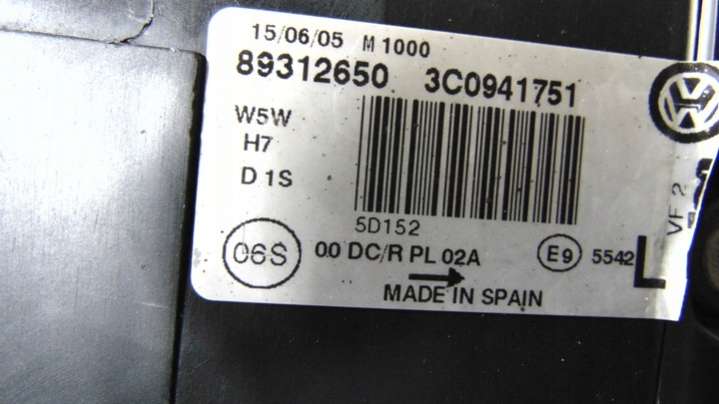 15/06/05 M 1000
89312650 3C0941751
W5W
H7
D 1S
5D152
06S 00 DC/R PL 02A E9 5542 L
MADE IN SPAIN
VF 2